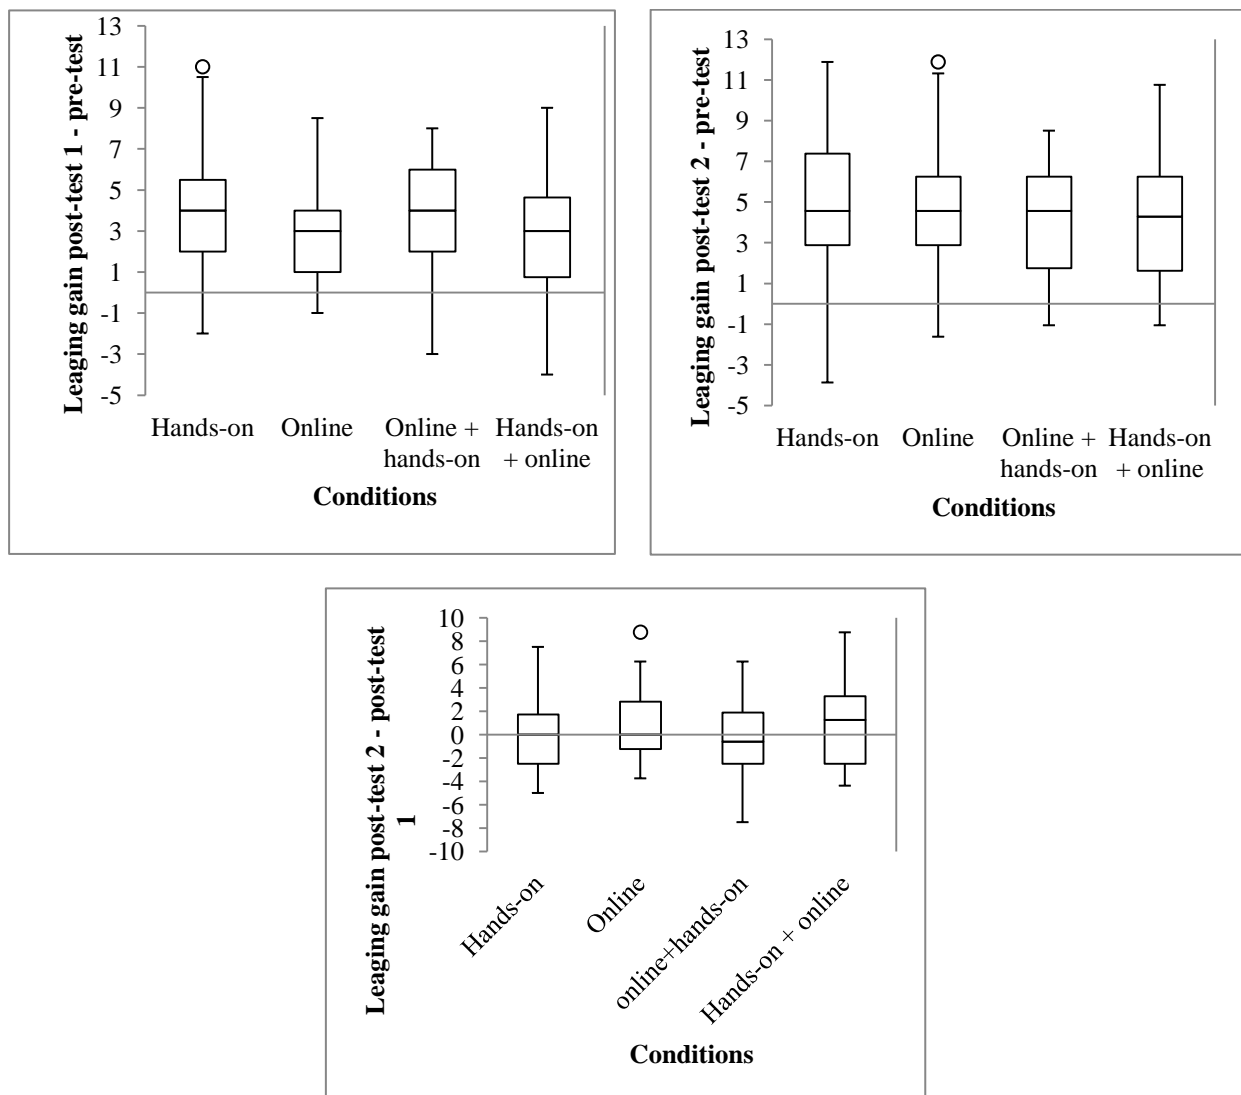 Leaging gain post-test 1 - pre-test
13
11
9
7
5
3
1
-1
-3
-5
Hands-on Online Online + Hands-on
hands-on + online
Conditions
Leaging gain post-test 2 - pre-test
13
11
9
7
5
3
1
-1
-3
-5
Hands-on Online Online + Hands-on
hands-on + online
Conditions
Leaging gain post-test 2 - post-test
1
10
8
6
4
2
0
-2
-4
-6
-8
-10
Hands-on
Online
online+hands-on
Hands-on + online
Conditions